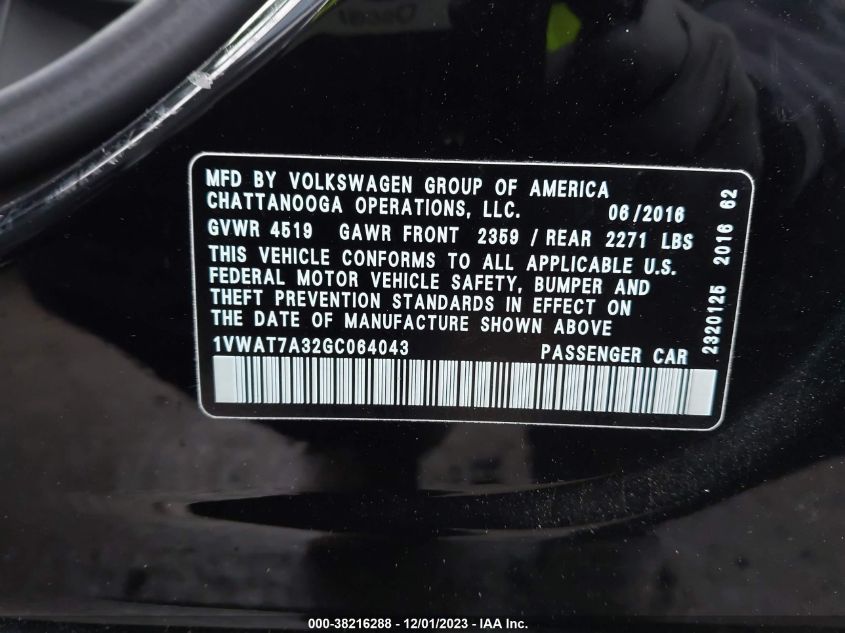 MFD BY VOLKSWAGEN GROUP OF AMERICA
CHATTANOOGA OPERATIONS, LLC. 06/2016
GVWR 4519 GAWR FRONT 2359 / REAR 2271 LBS
THIS VEHICLE CONFORMS TO ALL APPLICABLE U.S.
FEDERAL MOTOR VEHICLE SAFETY, BUMPER AND
THEFT PREVENTION STANDARDS IN EFFECT ON
THE DATE OF MANUFACTURE SHOWN ABOVE
1VWAT7A32GC064043 PASSENGER CAR
2320125 2016 62
000-38216288 - 12/01/2023 - IAA Inc.